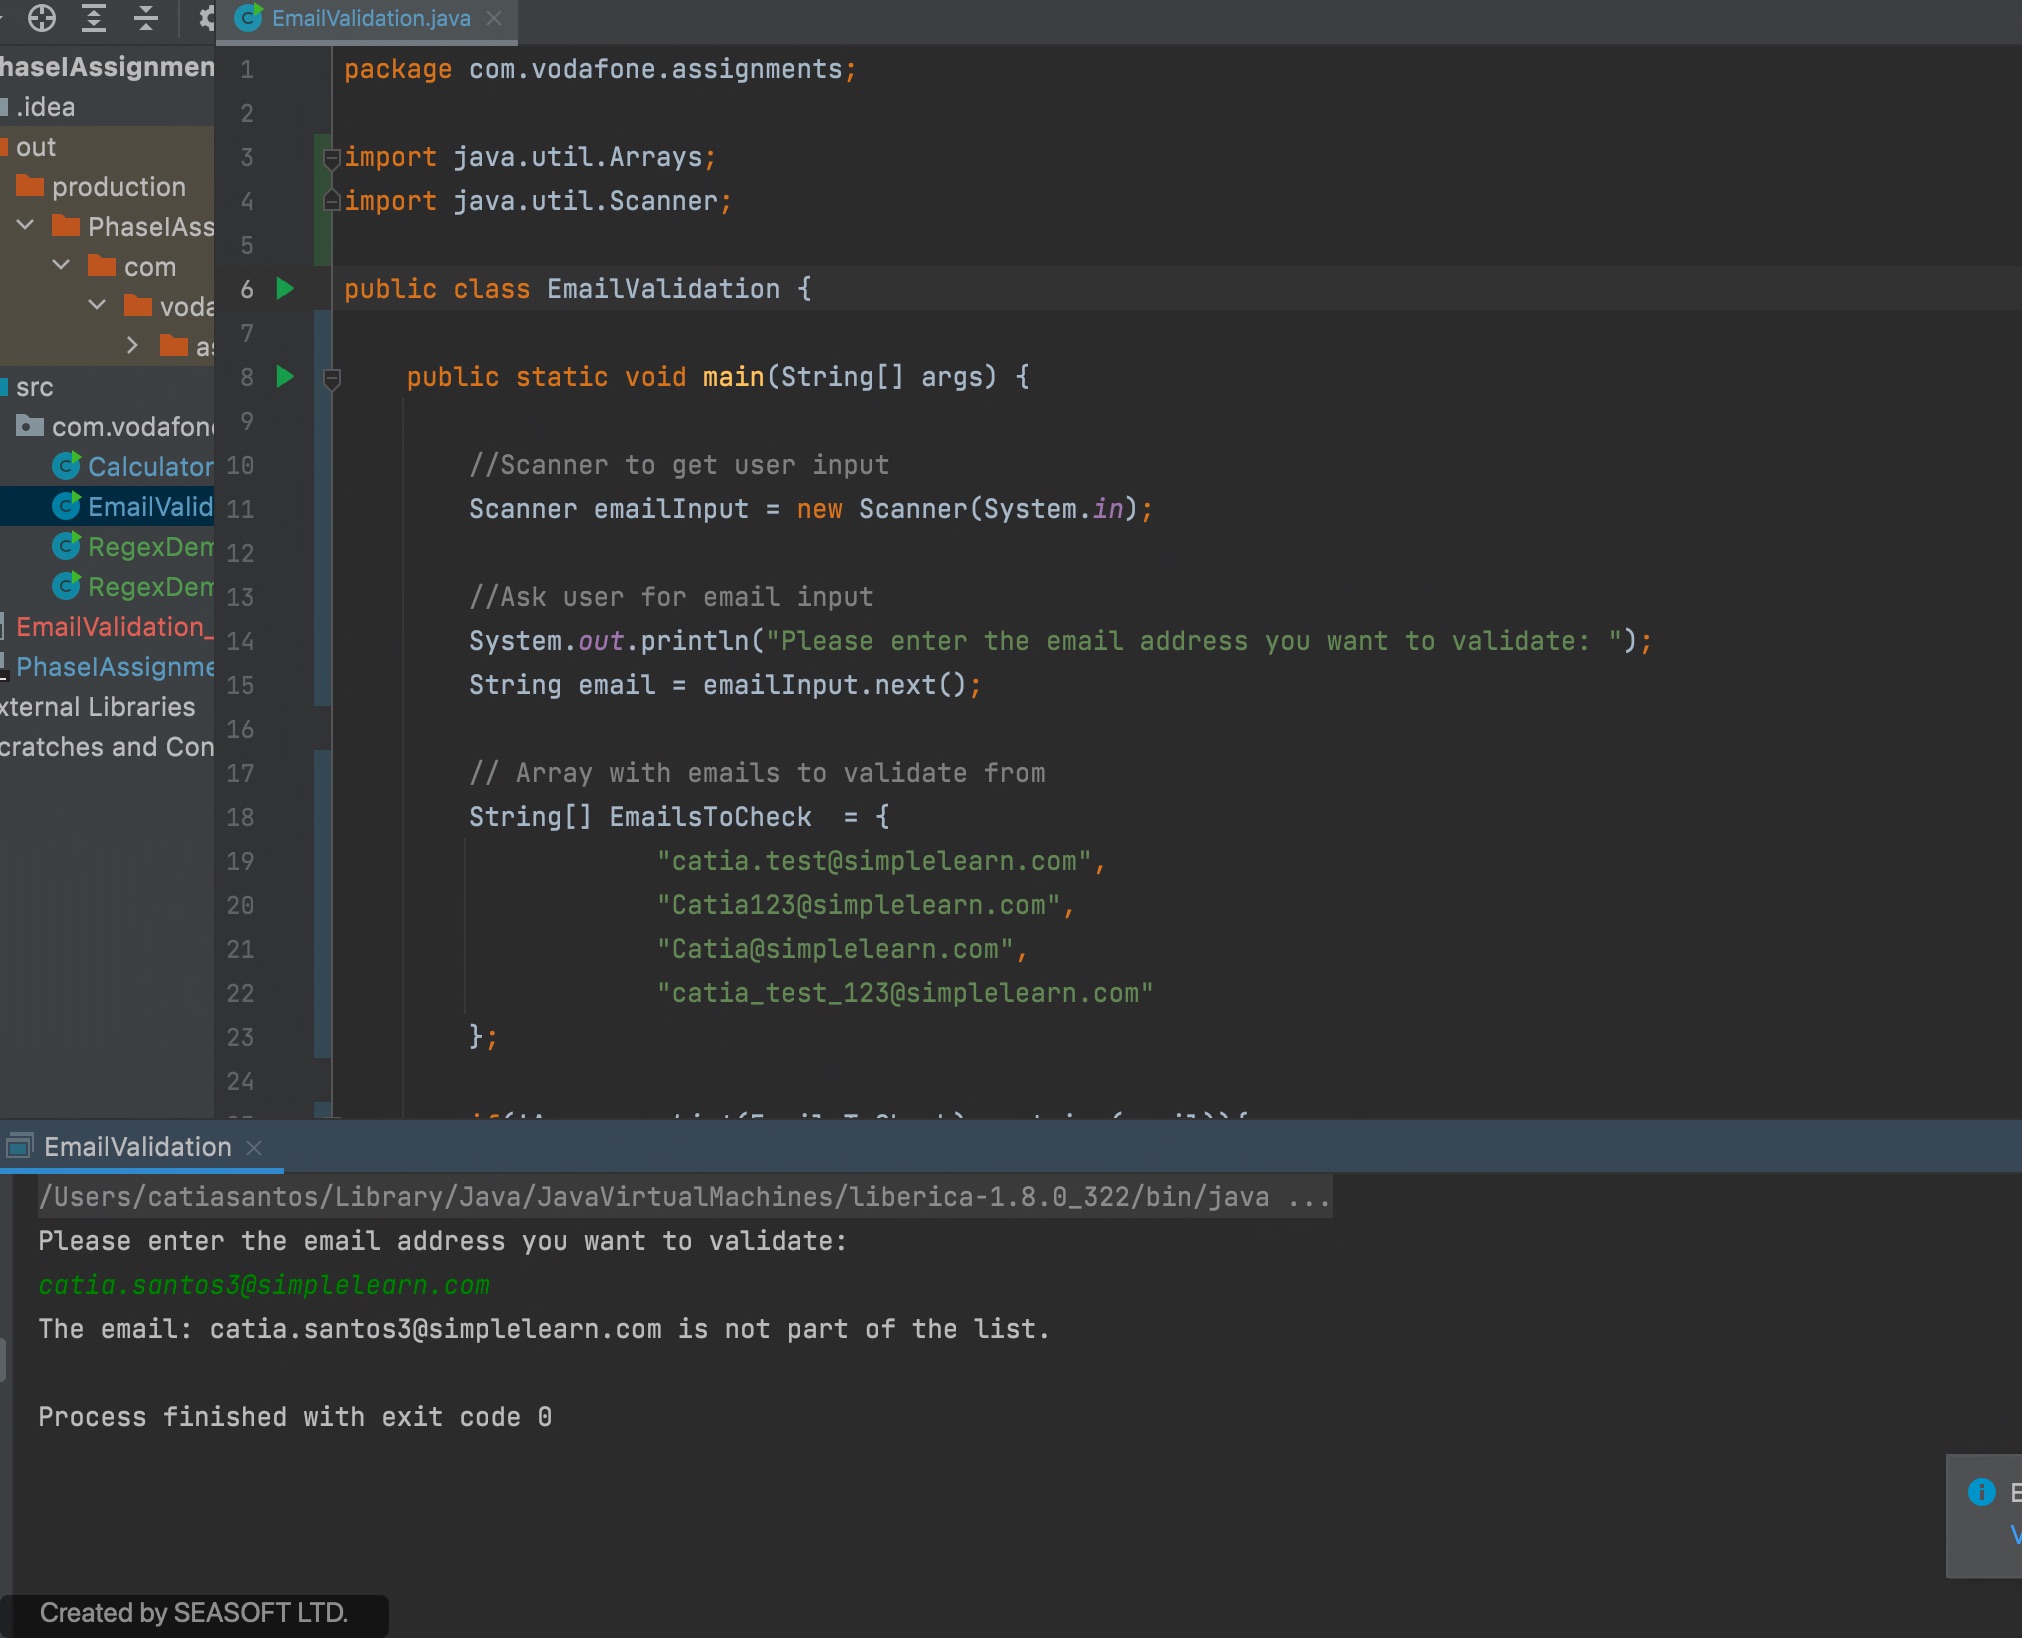 EmailValidation.java
haseIAssignmen
.idea
out
production
PhaseIAss
com
voda
as
src
com.vodafone
Calculator
EmailValid
RegexDem
RegexDem
EmailValidation_
PhaseIAssignme
xternal Libraries
cratches and Con
1 package com.vodafone.assignments;
2
3 import java.util.Arrays;
4 import java.util.Scanner;
5
6 public class EmailValidation {
7
8 public static void main(String[] args) {
9
10 //Scanner to get user input
11 Scanner emailInput = new Scanner(System.in);
12
13 //Ask user for email input
14 System.out.println("Please enter the email address you want to validate: ");
15 String email = emailInput.next();
16
17 // Array with emails to validate from
18 String[] EmailsToCheck  = {
19 "catia.test@simplelearn.com",
20 "Catia123@simplelearn.com",
21 "Catia@simplelearn.com",
22 "catia_test_123@simplelearn.com"
23 };
24
EmailValidation
/Users/catiasantos/Library/Java/JavaVirtualMachines/liberica-1.8.0_322/bin/java ...
Please enter the email address you want to validate:
catia.santos3@simplelearn.com
The email: catia.santos3@simplelearn.com is not part of the list.
Process finished with exit code 0
Created by SEASOFT LTD.